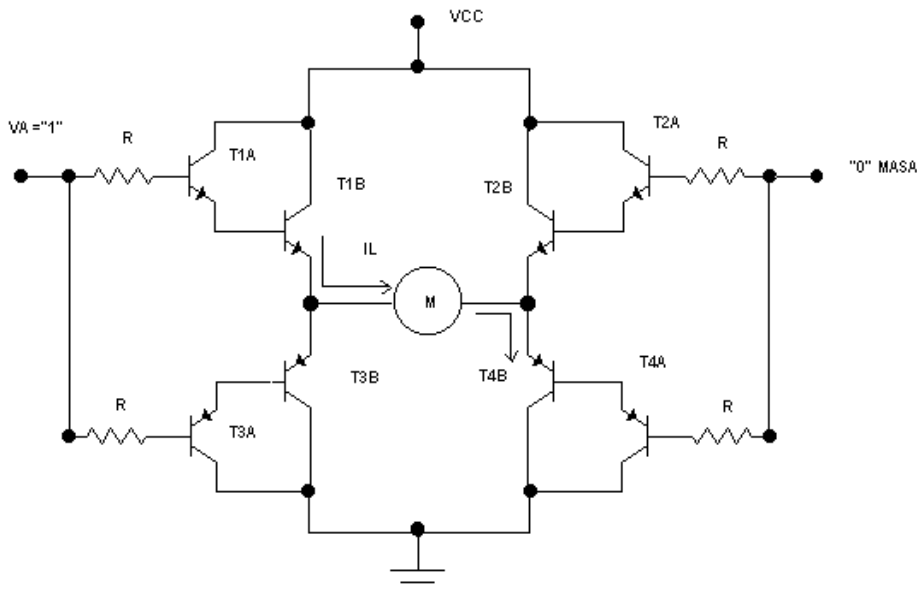 VCC
VA ="1"
R
T1A
T1B
IL
M
T2A
R
T2B
"0" MASA
R
T3A
T3B
T4B
T4A
R